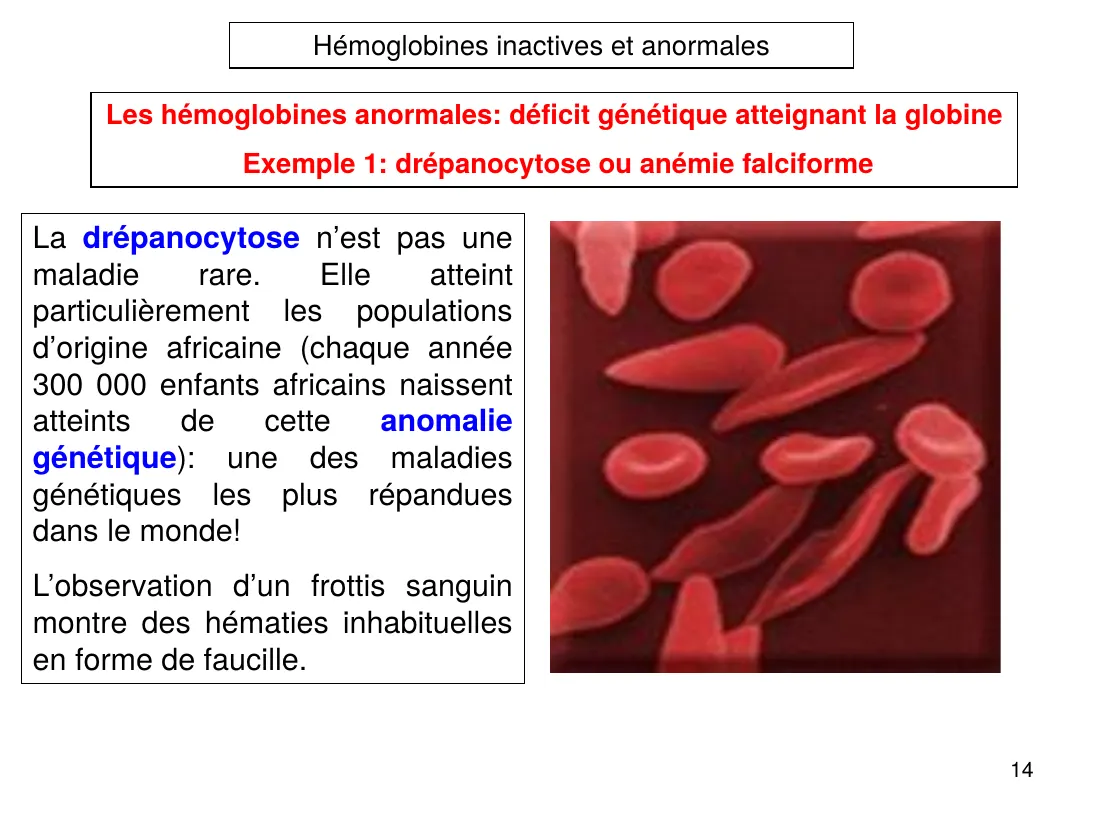 Hémoglobines inactives et anormales
Les hémoglobines anormales: déficit génétique atteignant la globine
Exemple 1: drépanocytose ou anémie falciforme
La drépanocytose n’est pas une
maladie rare. Elle atteint
particulièrement les populations
d’origine africaine (chaque année
300 000 enfants africains naissent
atteints de cette anomalie
génétique): une des maladies
génétiques les plus répandues
dans le monde!
L’observation d’un frottis sanguin
montre des hématies inhabituelles
en forme de faucille.
14